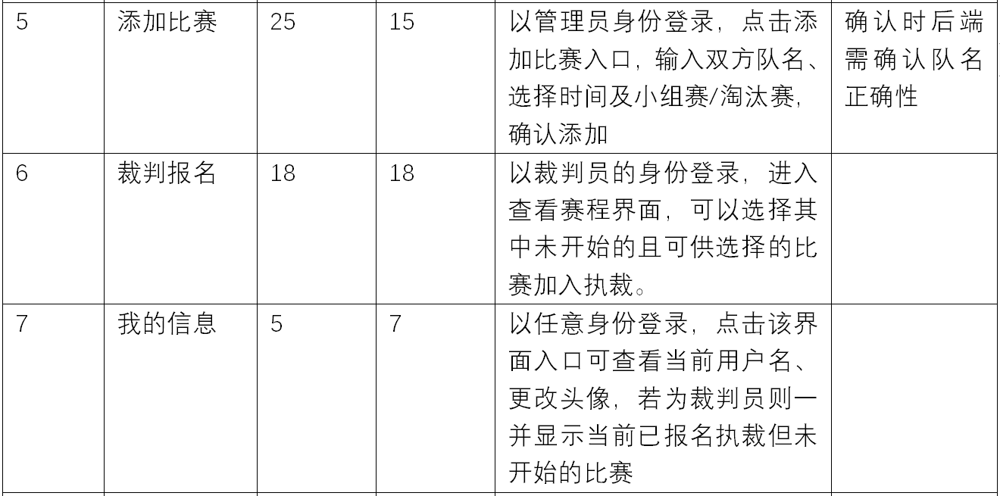 5 添加比赛 25 15 以管理员身份登录，点击添 确认时后端
加比赛入口，输入双方队名、 需确认队名
选择时间及小组赛/淘汰赛， 正确性
确认添加
6 裁判报名 18 18 以裁判员的身份登录，进入
查看赛程界面，可以选择其
中未开始的且可供选择的比
赛加入执裁。
7 我的信息 5 7 以任意身份登录，点击该界
面入口可查看当前用户名、
更改头像，若为裁判员则一
并显示当前已报名执裁但未
开始的比赛